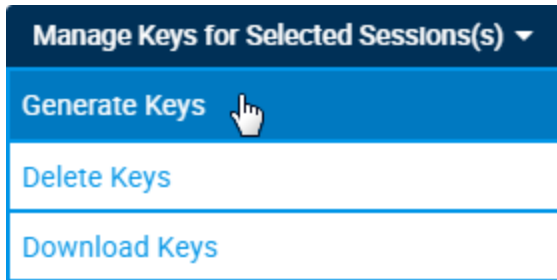 Manage Keys for Selected Sessions(s)
Generate Keys
Delete Keys
Download Keys